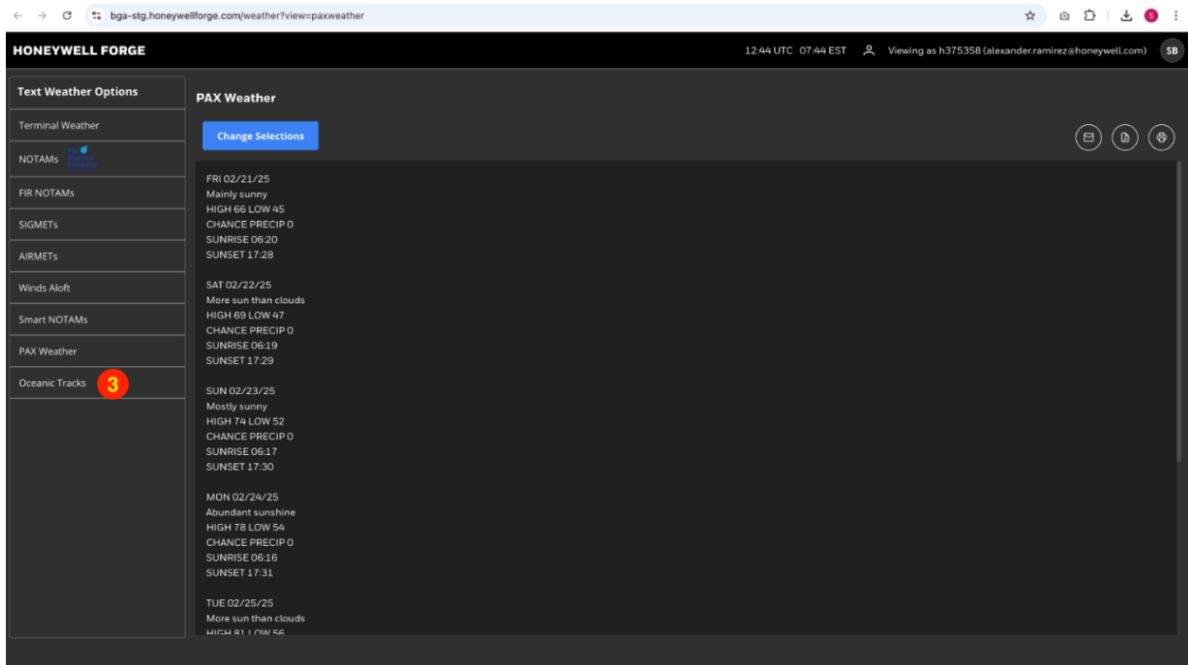 bga-stg.honeywellforge.com/weather?view=paxweather
S
HONEYWELL FORGE
12:44 UTC 07:44 EST
Viewing as h375358 (alexander.ramirez@honeywell.com)
SB
Text Weather Options
Terminal Weather
NOTAMs
FIR NOTAMs
SIGMETs
AIRMETs
Winds Aloft
Smart NOTAMs
PAX Weather
Oceanic Tracks
3
PAX Weather
Change Selections
FRI 02/21/25
Mainly sunny
HIGH 66 LOW 45
CHANCE PRECIP 0
SUNRISE 06:20
SUNSET 17:28
SAT 02/22/25
More sun than clouds
HIGH 69 LOW 47
CHANCE PRECIP 0
SUNRISE 06:19
SUNSET 17:29
SUN 02/23/25
Mostly sunny
HIGH 74 LOW 52
CHANCE PRECIP 0
SUNRISE 06:17
SUNSET 17:30
MON 02/24/25
Abundant sunshine
HIGH 78 LOW 54
CHANCE PRECIP 0
SUNRISE 06:16
SUNSET 17:31
TUE 02/25/25
More sun than clouds
HIGH 81 LOW 56